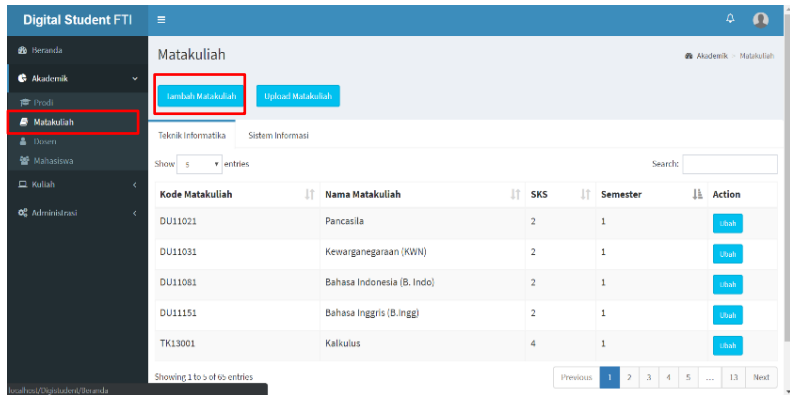 Digital Student FTI
Beranda
Akademik
Prodi
Matakuliah
Dosen
Mahasiswa
Kuliah
Administrasi
Matakuliah
Akademik > Matakuliah
Tambah Matakuliah Upload Matakuliah
Teknik Informatika Sistem Informasi
Show 5 entries Search:
Kode Matakuliah Nama Matakuliah SKS Semester Action
DU11021 Pancasila 2 1 Ubah
DU11031 Kewarganegaraan (KWN) 2 1 Ubah
DU11081 Bahasa Indonesia (B. Indo) 2 1 Ubah
DU11151 Bahasa Inggris (B.Ingg) 2 1 Ubah
TK13001 Kalkulus 4 1 Ubah
Showing 1 to 5 of 65 entries Previous 1 2 3 4 5 ... 13 Next
localhost/Digistudent/Beranda